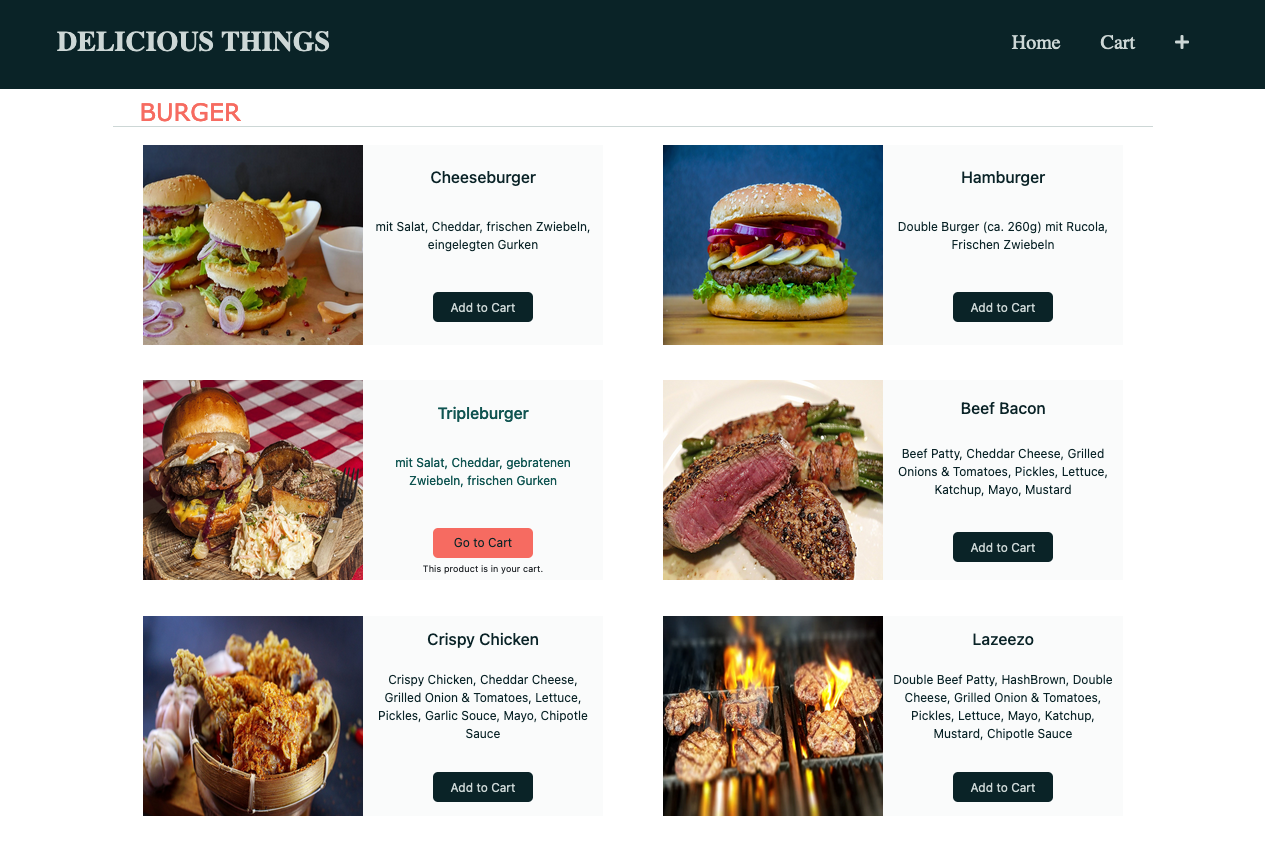 DELICIOUS THINGS
Home
Cart
+
BURGER
Cheeseburger
mit Salat, Cheddar, frischen Zwiebeln,
eingelegten Gurken
Add to Cart
Hamburger
Double Burger (ca. 260g) mit Rucola,
Frischen Zwiebeln
Add to Cart
Tripleburger
mit Salat, Cheddar, gebratenen
Zwiebeln, frischen Gurken
Go to Cart
This product is in your cart.
Beef Bacon
Beef Patty, Cheddar Cheese, Grilled
Onions & Tomatoes, Pickles, Lettuce,
Katchup, Mayo, Mustard
Add to Cart
Crispy Chicken
Crispy Chicken, Cheddar Cheese,
Grilled Onion & Tomatoes, Lettuce,
Pickles, Garlic Souce, Mayo, Chipotle
Sauce
Add to Cart
Lazeezo
Double Beef Patty, HashBrown, Double
Cheese, Grilled Onion & Tomatoes,
Pickles, Lettuce, Mayo, Katchup,
Mustard, Chipotle Sauce
Add to Cart